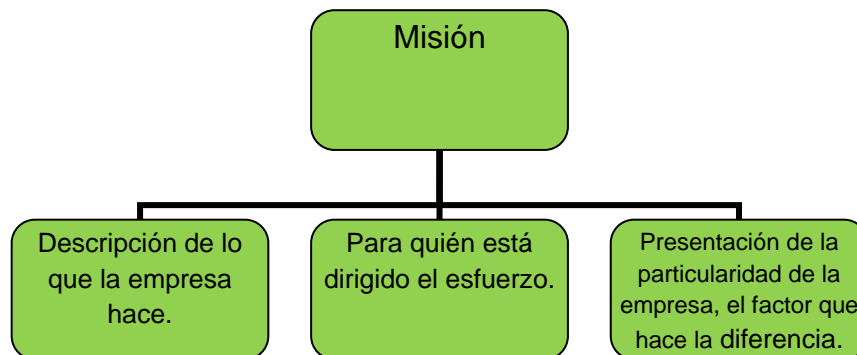 Misión
Descripción de lo
que la empresa
hace.
Para quién está
dirigido el esfuerzo.
Presentación de la
particularidad de la
empresa, el factor que
hace la diferencia.